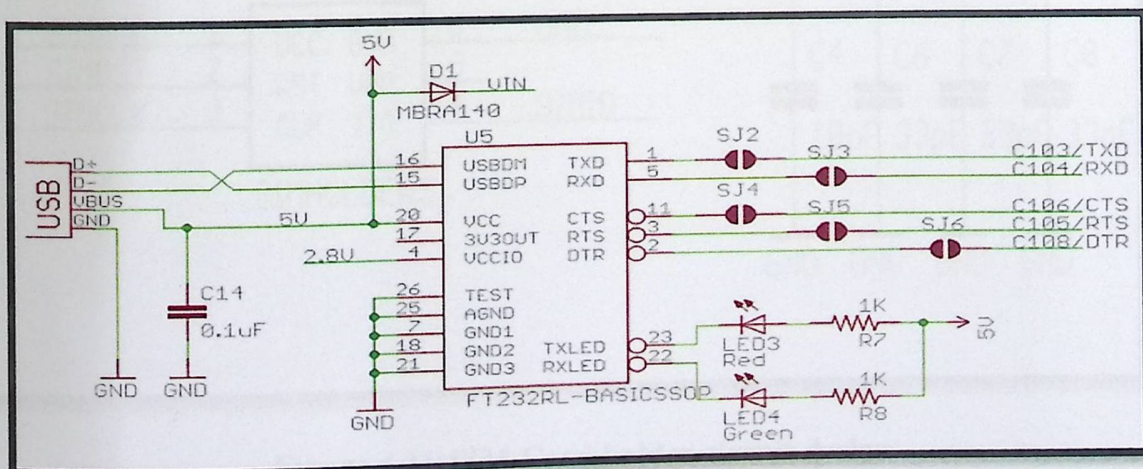 5V
D1
VIN
MBRA140
U5
USB
D+
D-
VBUS
GND
16 USBDM
15 USBDP
20 VCC
17 3V3OUT
4 VCCIO
26 TEST
25 AGND
7 GND1
18 GND2
21 GND3
TXD 1
RXD 5
CTS 11
RTS 3
DTR 2
TXLED 23
RXLED 22
FT232RL-BASICSSOP
5V
2.8V
C14
0.1uF
GND
GND
GND
SJ2
SJ3
SJ4
SJ5
SJ6
C103/TXD
C104/RXD
C106/CTS
C105/RTS
C108/DTR
LED3
Red
1K
R7
5V
LED4
Green
1K
R8